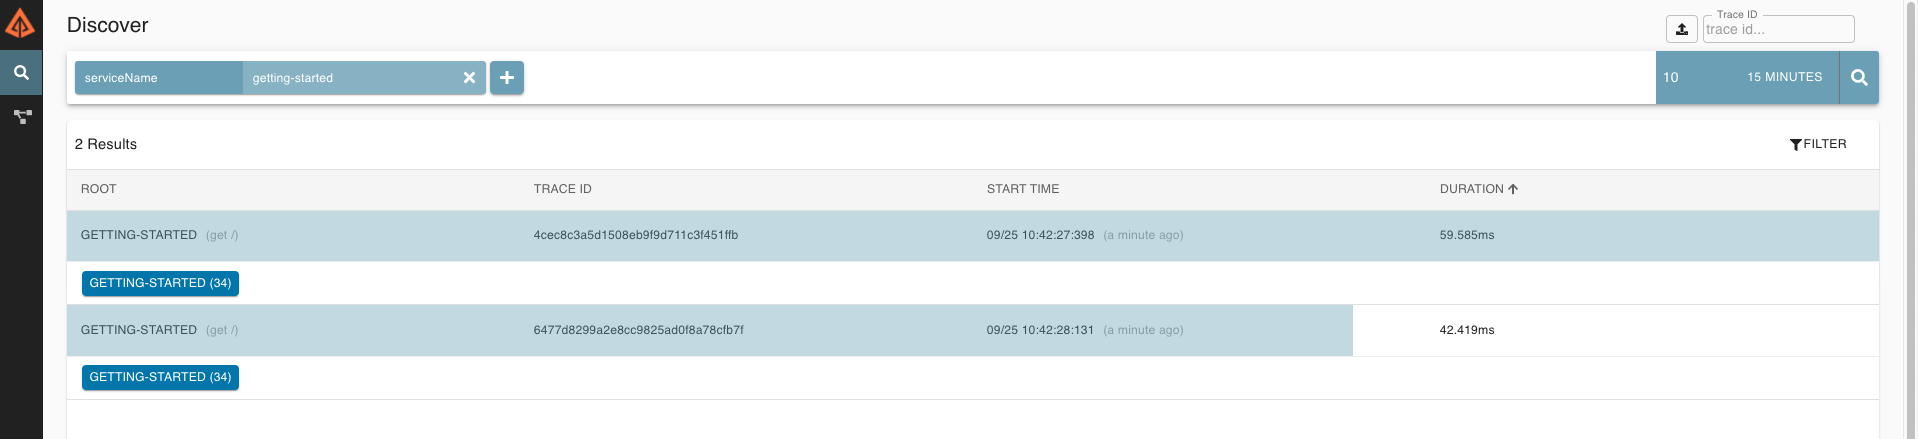 Discover
Trace ID
trace id...
serviceName getting-started
10 15 MINUTES
2 Results
FILTER
ROOT TRACE ID START TIME DURATION
GETTING-STARTED (get /) 4cec8c3a5d1508eb9f9d711c3f451ffb 09/25 10:42:27:398 (a minute ago) 59.585ms
GETTING-STARTED (34)
GETTING-STARTED (get /) 6477d8299a2e8cc9825ad0f8a78cfb7f 09/25 10:42:28:131 (a minute ago) 42.419ms
GETTING-STARTED (34)